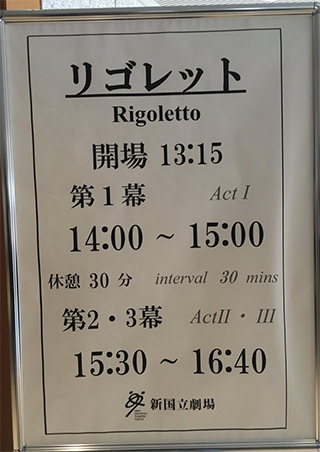 リゴレット
Rigoletto
開場 13:15
第1幕 Act I
14:00 ~ 15:00
休憩 30 分 interval 30 mins
第2・3幕 ActII・III
15:30 ~ 16:40
新国立劇場